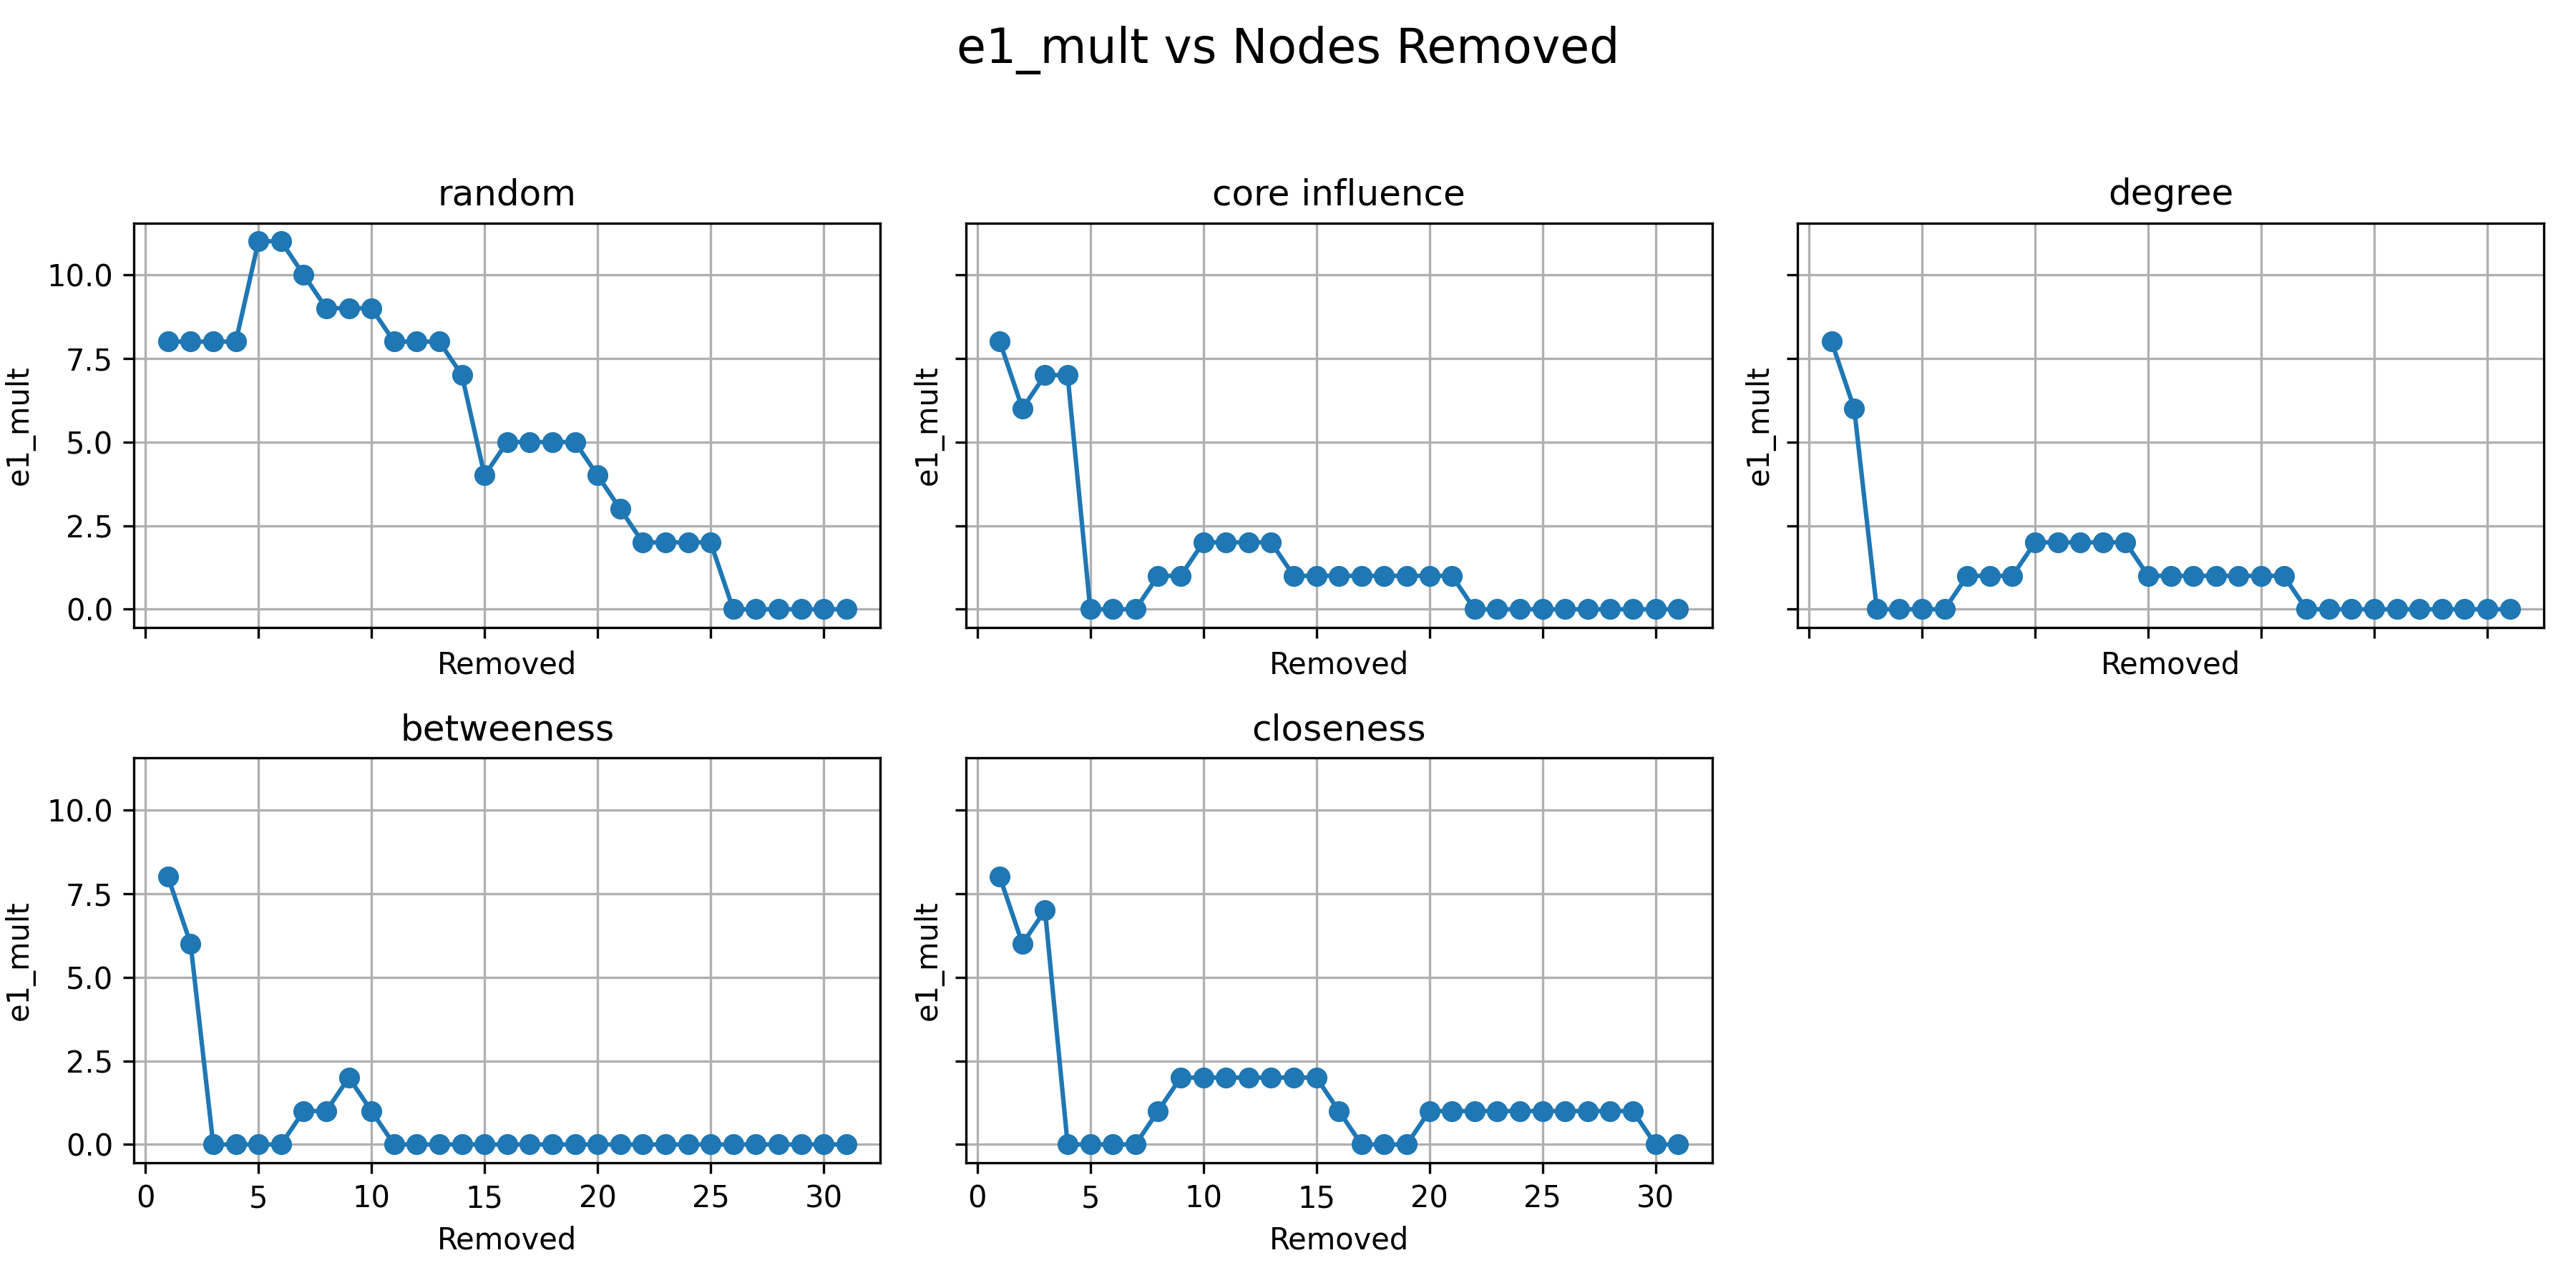 e1_mult vs Nodes Removed
random
core influence
degree
10.0
7.5
5.0
2.5
0.0
e1_mult
e1_mult
e1_mult
Removed
Removed
Removed
betweeness
closeness
10.0
7.5
5.0
2.5
0.0
e1_mult
e1_mult
0 5 10 15 20 25 30
0 5 10 15 20 25 30
Removed
Removed